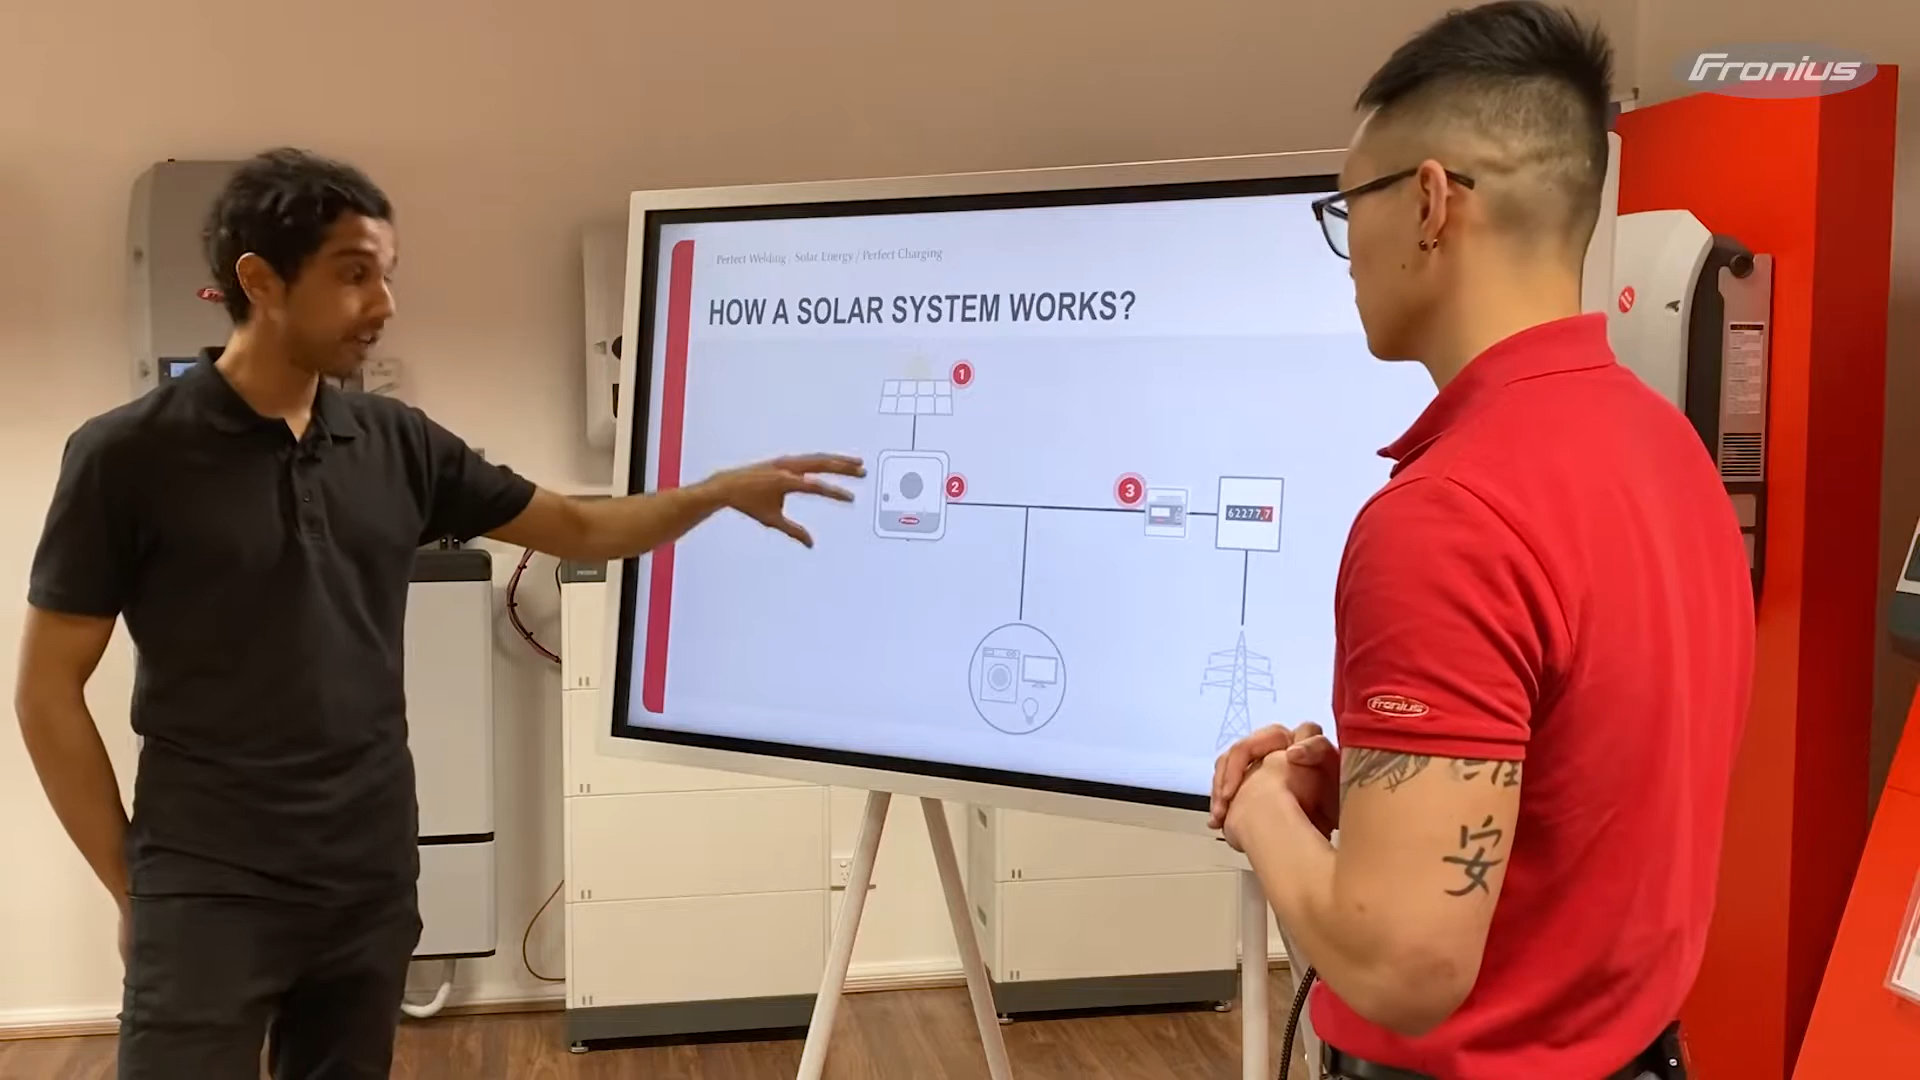 Fronius
Perfect Welding / Solar Energy / Perfect Charging
HOW A SOLAR SYSTEM WORKS?
1
2
3
62277,7
Fronius
安